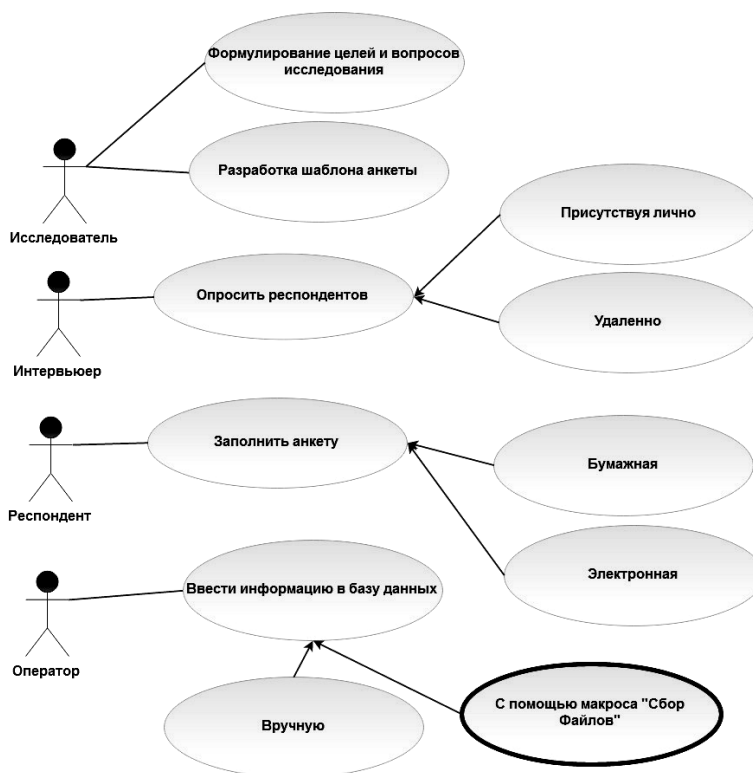 Формулирование целей и вопросов
исследования
Разработка шаблона анкеты
Исследователь
Присутствуя лично
Опросить респондентов
Удаленно
Интервьюер
Заполнить анкету
Бумажная
Респондент
Электронная
Ввести информацию в базу данных
Оператор
Вручную
С помощью макроса "Сбор
Файлов"